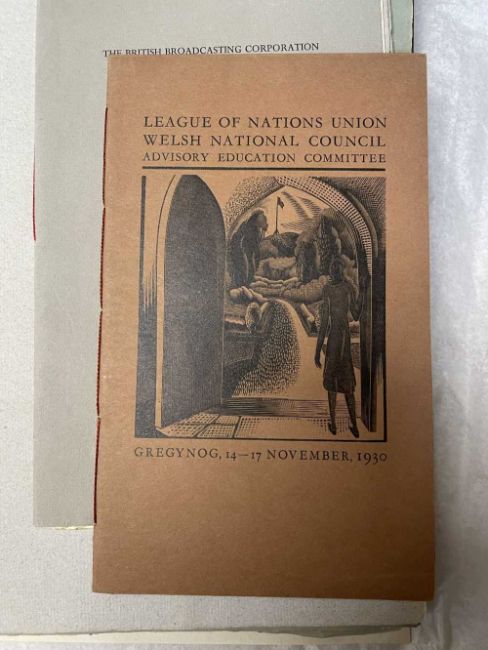 THE BRITISH BROADCASTING CORPORATION
LEAGUE OF NATIONS UNION
WELSH NATIONAL COUNCIL
ADVISORY EDUCATION COMMITTEE
GREGYNOG, 14—17 NOVEMBER, 1930